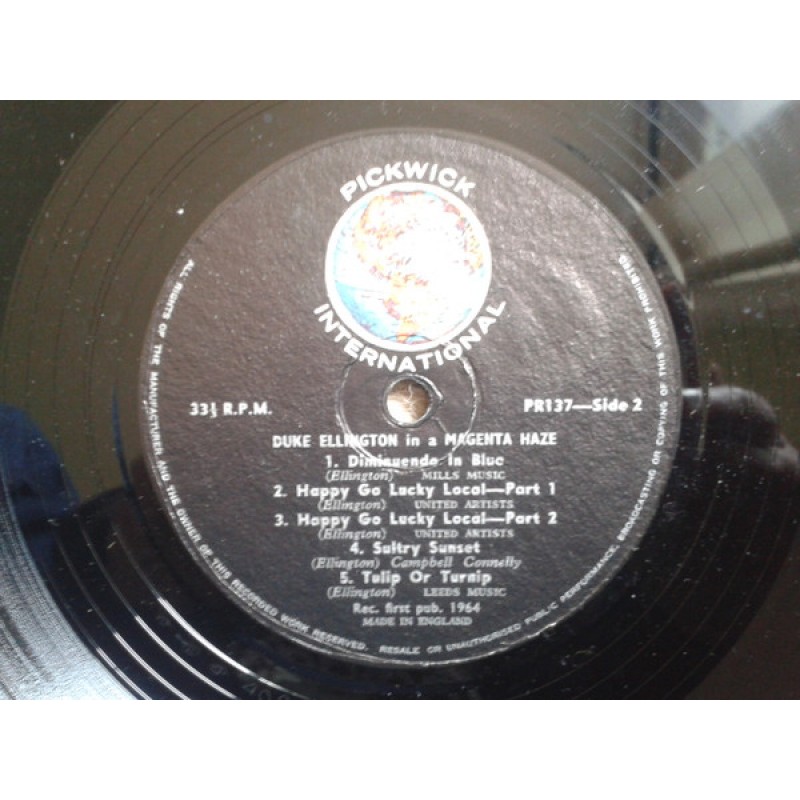 PICKWICK
INTERNATIONAL
33⅓ R.P.M.
PR137—Side 2
DUKE ELLINGTON in a MAGENTA HAZE
1. Diminuendo In Blue
(Ellington) MILLS MUSIC
2. Happy Go Lucky Local—Part 1
(Ellington) UNITED ARTISTS
3. Happy Go Lucky Local—Part 2
(Ellington) UNITED ARTISTS
4. Sultry Sunset
(Ellington) Campbell Connelly
5. Tulip Or Turnip
(Ellington) LEEDS MUSIC
Rec. first pub. 1964
MADE IN ENGLAND
ALL RIGHTS OF THE MANUFACTURER AND THE OWNER OF THIS RECORDED WORK RESERVED. RESALE OR UNAUTHORISED PUBLIC PERFORMANCE, BROADCASTING OR COPYING OF THIS WORK PROHIBITED